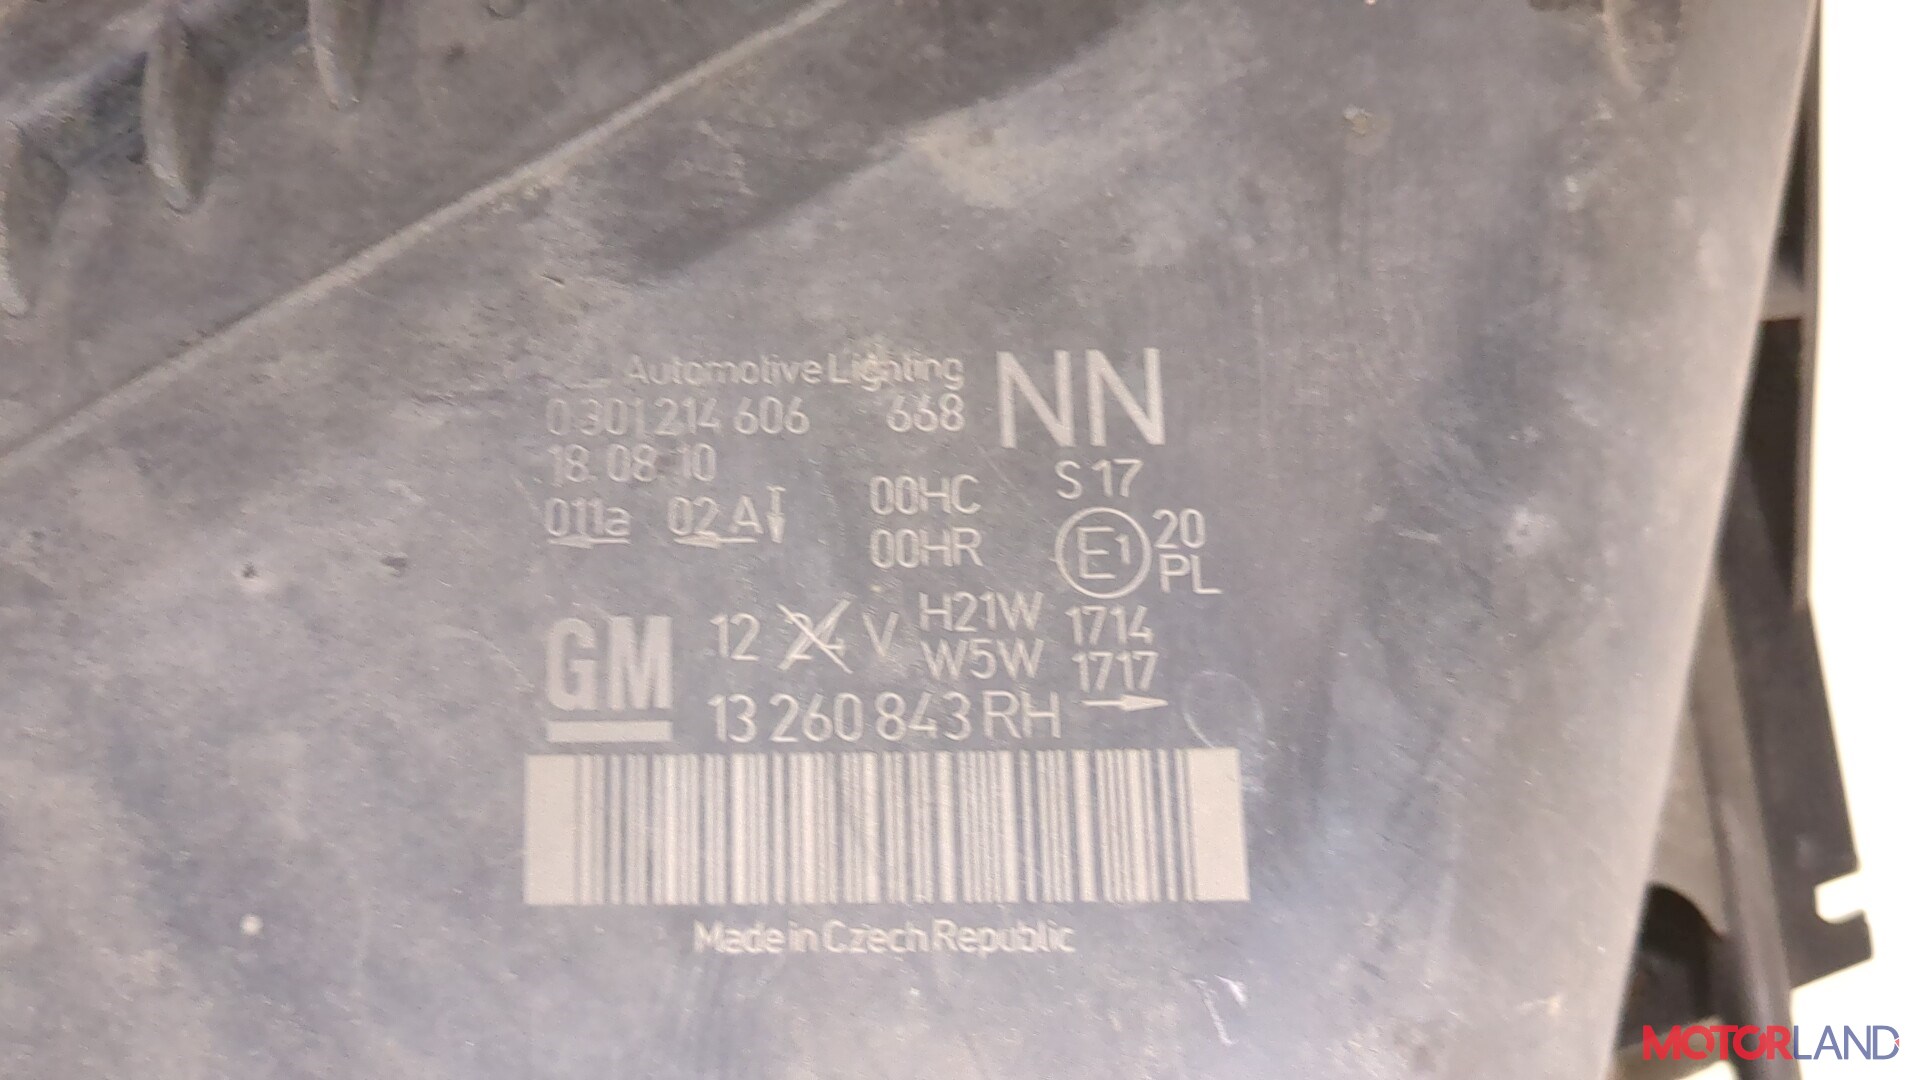 Automotive Lighting
NN
0 301 214 606 668
18.08.10
S 17
011a 02 A
00HC
00HR
E1
20
PL
GM
12 24 V
H21W 1714
W5W 1717
13 260 843 RH
Made in Czech Republic
MOTORLAND